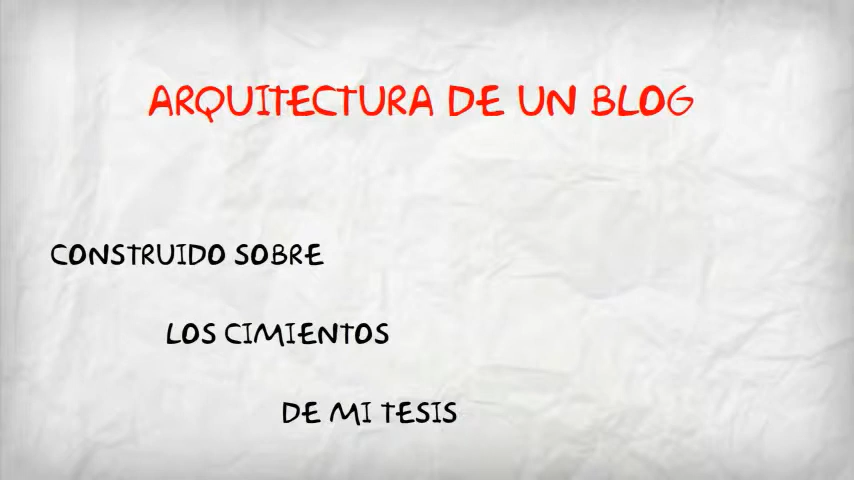 ARQUITECTURA DE UN BLOG
CONSTRUIDO SOBRE
LOS CIMIENTOS
DE MI TESIS